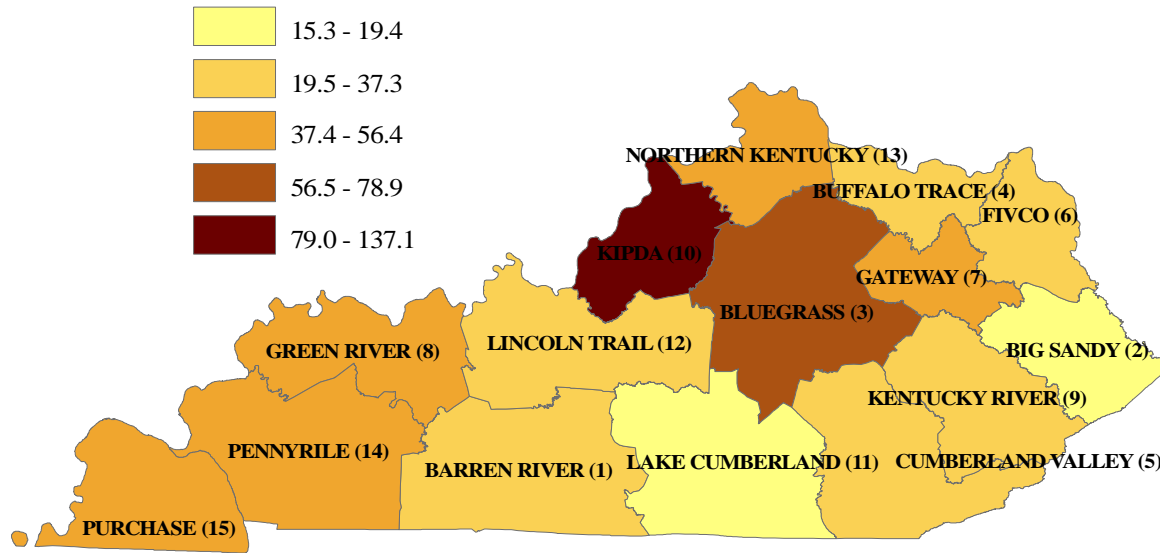 15.3 - 19.4
19.5 - 37.3
37.4 - 56.4
56.5 - 78.9
79.0 - 137.1
NORTHERN KENTUCKY (13)
BUFFALO TRACE (4)
FIVCO (6)
KIPDA (10)
GATEWAY (7)
BLUEGRASS (3)
LINCOLN TRAIL (12)
GREEN RIVER (8)
BIG SANDY (2)
KENTUCKY RIVER (9)
PENNYRILE (14)
BARREN RIVER (1)
LAKE CUMBERLAND (11)
CUMBERLAND VALLEY (5)
PURCHASE (15)